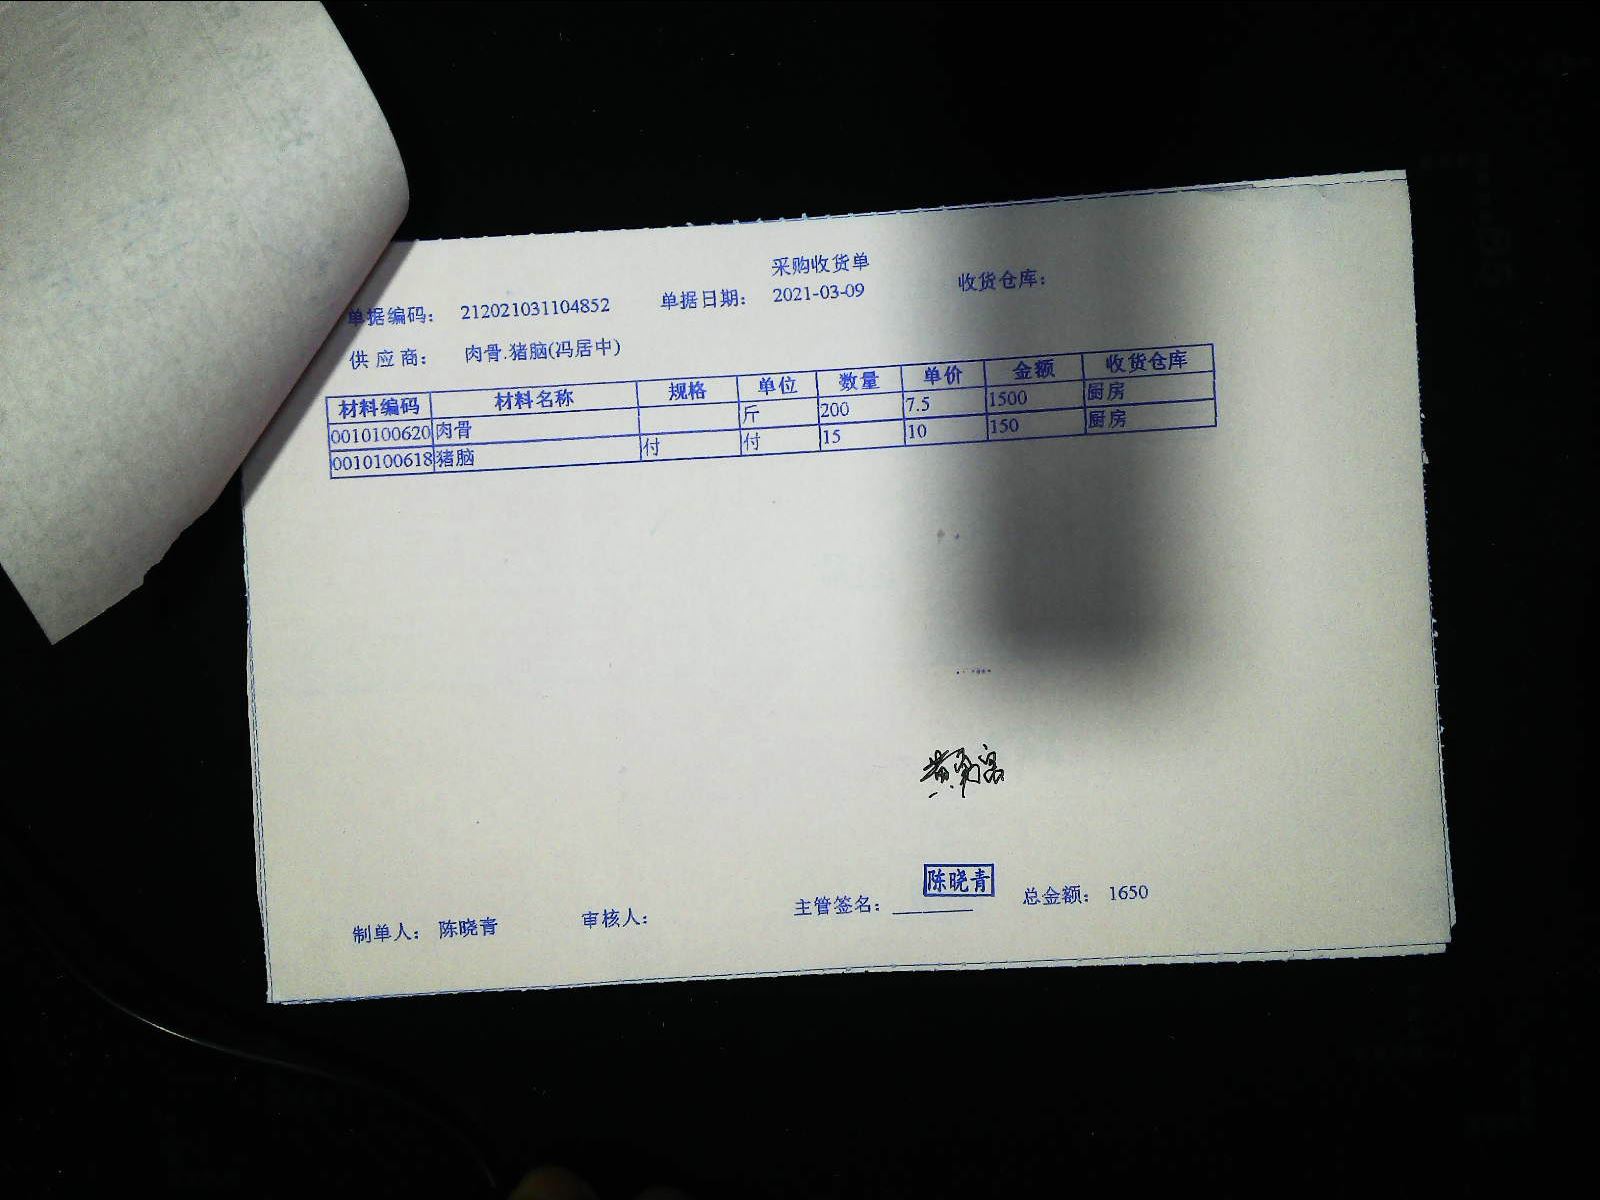 采购收货单
单据编码： 212021031104852 单据日期： 2021-03-09 收货仓库：
供 应 商： 肉骨.猪脑(冯居中)
材料编码 材料名称 规格 单位 数量 单价 金额 收货仓库
0010100620 肉骨 斤 200 7.5 1500 厨房
0010100618 猪脑 付 付 15 10 150 厨房
陈晓青
制单人： 陈晓青 审核人： 主管签名： 总金额： 1650